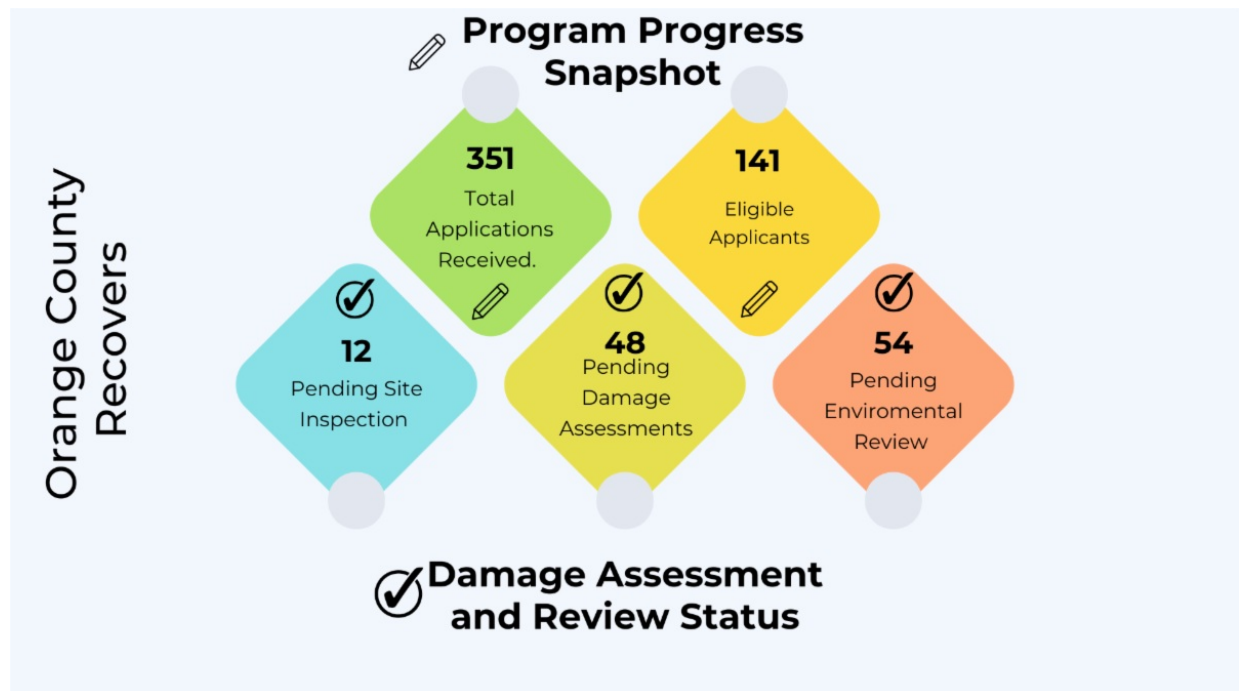 Program Progress
Snapshot
Orange County
Recovers
351
Total
Applications
Received.
141
Eligible
Applicants
12
Pending Site
Inspection
48
Pending
Damage
Assessments
54
Pending
Enviromental
Review
Damage Assessment
and Review Status